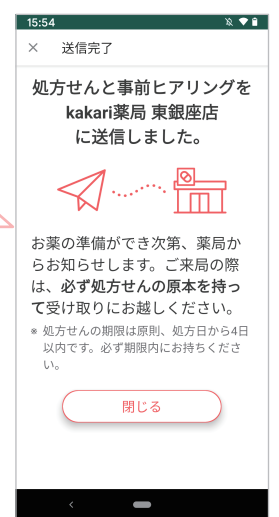 15:54
× 送信完了
処方せんと事前ヒアリングを
kakari薬局 東銀座店
に送信しました。
お薬の準備ができ次第、薬局か
らお知らせします。ご来局の際
は、必ず処方せんの原本を持っ
て受け取りにお越しください。
※ 処方せんの期限は原則、処方日から4日
以内です。必ず期限内にお持ちくださ
い。
閉じる